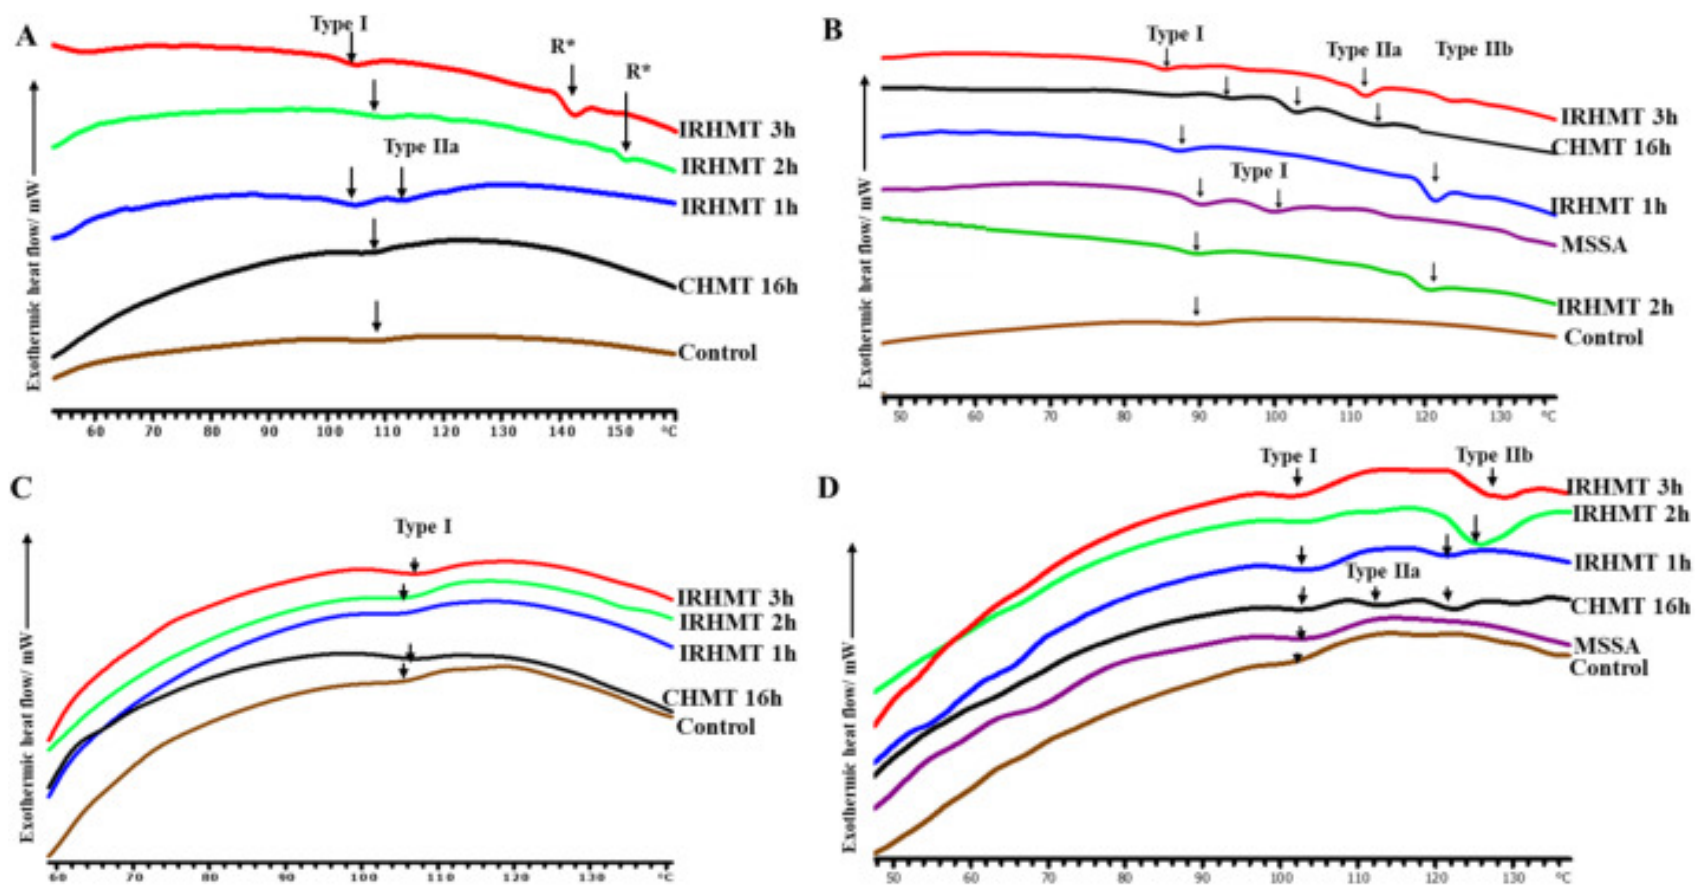 A
Type I
R*
R*
IRHMT 3h
IRHMT 2h
Type IIa
IRHMT 1h
CHMT 16h
Control
Exothermic heat flow/ mW
60 70 80 90 100 110 120 130 140 150 °C
B
Type I
Type IIa
Type IIb
IRHMT 3h
CHMT 16h
Type I
IRHMT 1h
MSSA
IRHMT 2h
Control
Exothermic heat flow/ mW
50 60 70 80 90 100 110 120 130 °C
C
Type I
IRHMT 3h
IRHMT 2h
IRHMT 1h
CHMT 16h
Control
Exothermic heat flow/ mW
60 70 80 90 100 110 120 130 °C
D
Type I
Type IIb
IRHMT 3h
IRHMT 2h
IRHMT 1h
Type IIa
CHMT 16h
MSSA
Control
Exothermic heat flow/ mW
50 60 70 80 90 100 110 120 130 °C